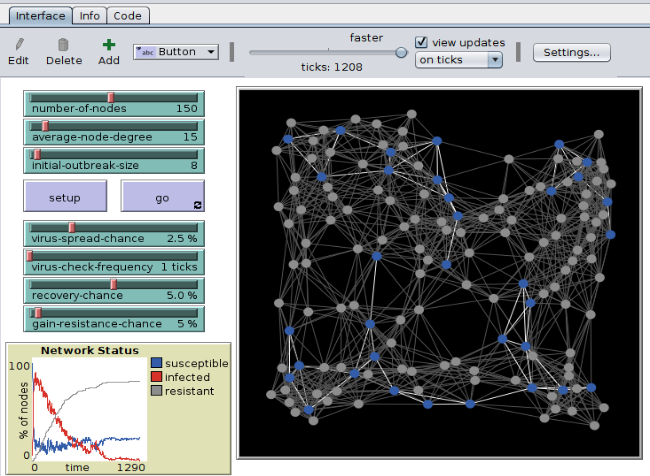 Interface Info Code
Edit Delete Add abc Button faster view updates Settings...
ticks: 1208 on ticks
number-of-nodes 150
average-node-degree 15
initial-outbreak-size 8
setup go
virus-spread-chance 2.5 %
virus-check-frequency 1 ticks
recovery-chance 5.0 %
gain-resistance-chance 5 %
Network Status
100
% of nodes
0
0 time 1290
susceptible
infected
resistant